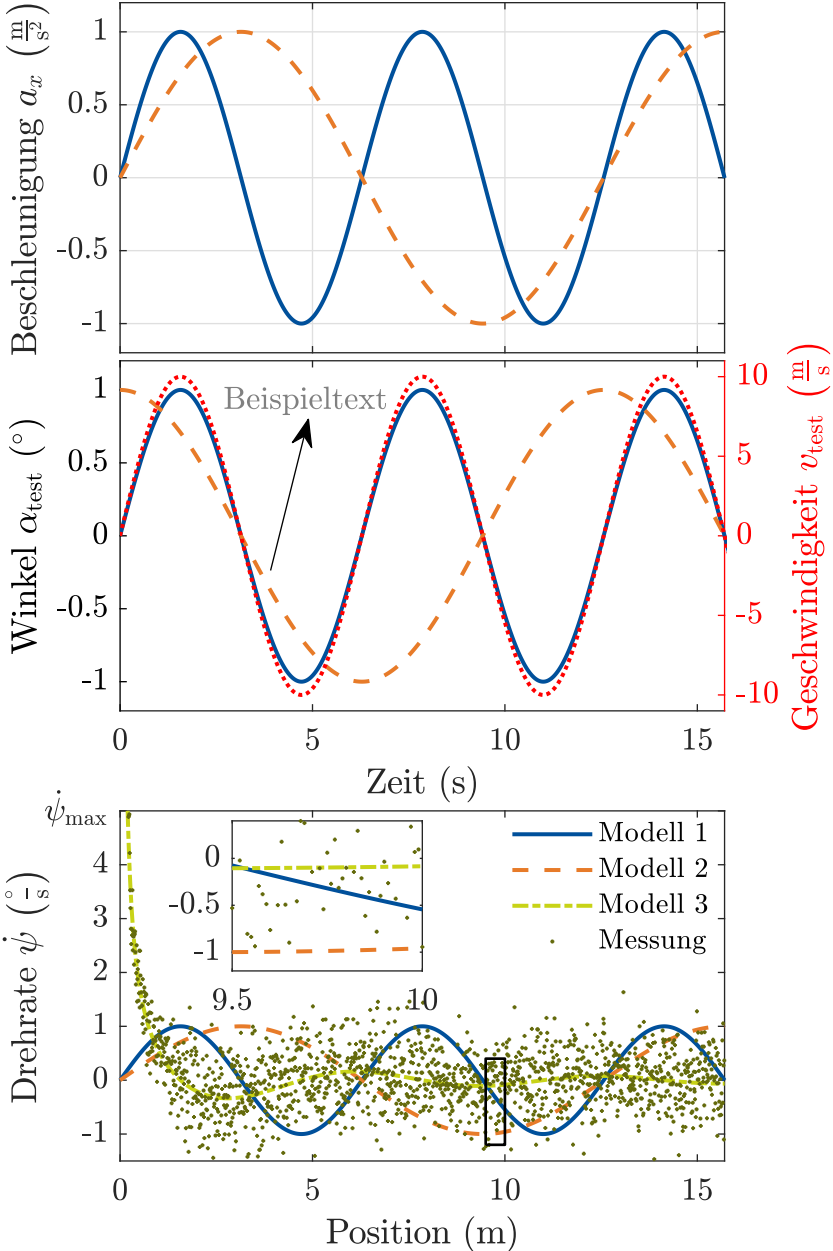 Beschleunigung a_x (m/s²)
1
0.5
0
-0.5
-1
Winkel α_test (°)
1
0.5
0
-0.5
-1
Beispieltext
Geschwindigkeit v_test (m/s)
10
5
0
-5
-10
0 5 10 15
Zeit (s)
Drehrate ψ̇ (°/s)
ψ̇_max
4
3
2
1
0
-1
0
-0.5
-1
9.5 10
Modell 1
Modell 2
Modell 3
Messung
0 5 10 15
Position (m)